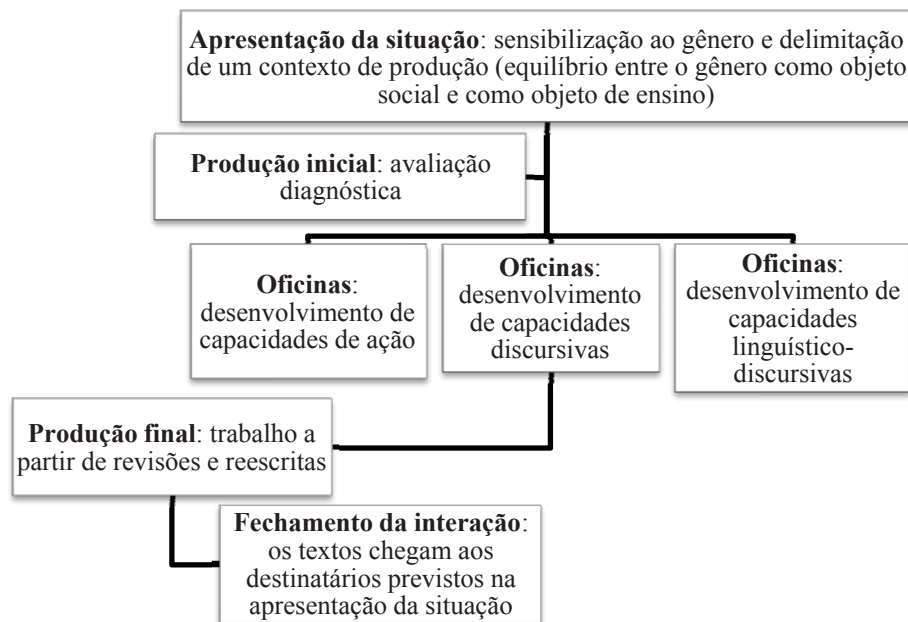 Apresentação da situação: sensibilização ao gênero e delimitação
de um contexto de produção (equilíbrio entre o gênero como objeto
social e como objeto de ensino)
Produção inicial: avaliação
diagnóstica
Oficinas:
desenvolvimento de
capacidades de ação
Oficinas:
desenvolvimento
de capacidades
discursivas
Oficinas:
desenvolvimento de
capacidades
linguístico-
discursivas
Produção final: trabalho a
partir de revisões e reescritas
Fechamento da interação:
os textos chegam aos
destinatários previstos na
apresentação da situação